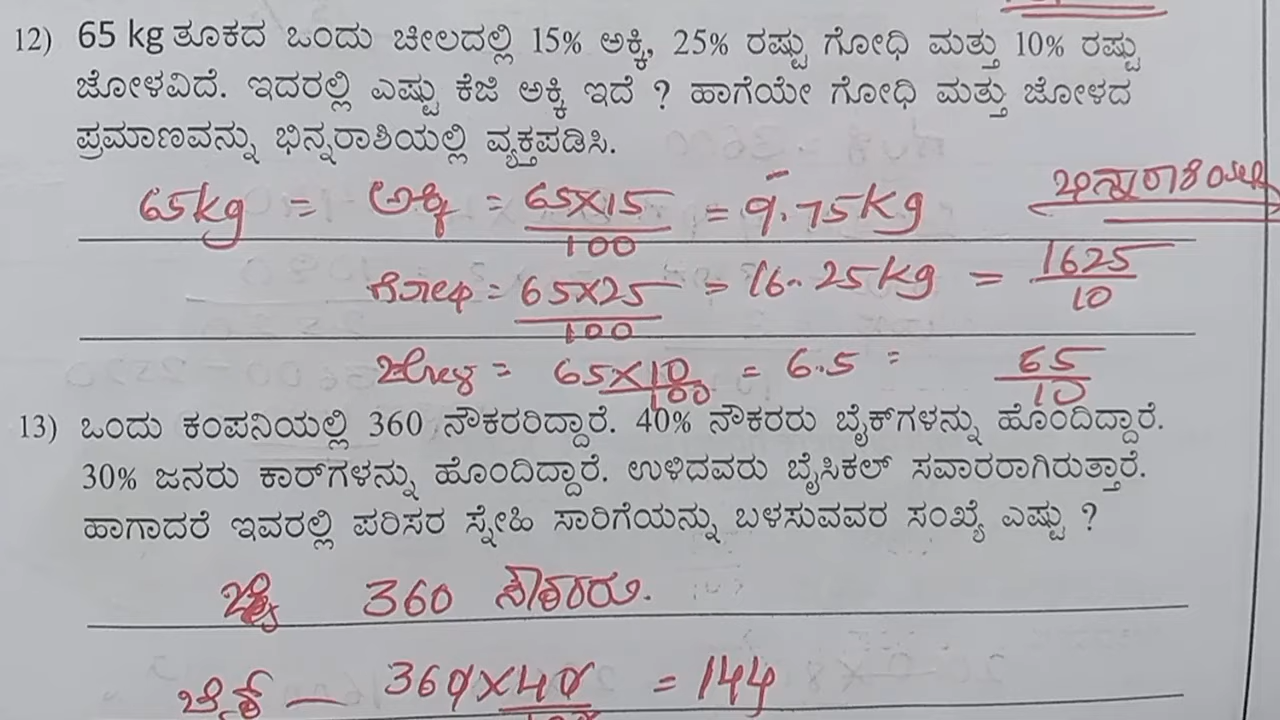 12) 65 kg ತೂಕದ ಒಂದು ಚೀಲದಲ್ಲಿ 15% ಅಕ್ಕಿ, 25% ರಷ್ಟು ಗೋಧಿ ಮತ್ತು 10% ರಷ್ಟು
ಜೋಳವಿದೆ. ಇದರಲ್ಲಿ ಎಷ್ಟು ಕೆಜಿ ಅಕ್ಕಿ ಇದೆ ? ಹಾಗೆಯೇ ಗೋಧಿ ಮತ್ತು ಜೋಳದ
ಪ್ರಮಾಣವನ್ನು ಭಿನ್ನರಾಶಿಯಲ್ಲಿ ವ್ಯಕ್ತಪಡಿಸಿ.
ಭಿನ್ನರಾಶಿಯಲ್ಲಿ
65kg = ಅಕ್ಕಿ = 65×15/100 = 9.75kg
ಗೋಧಿ = 65×25/100 = 16.25kg = 1625/10
ಜೋಳ = 65×10/100 = 6.5 = 65/10
13) ಒಂದು ಕಂಪನಿಯಲ್ಲಿ 360 ನೌಕರರಿದ್ದಾರೆ. 40% ನೌಕರರು ಬೈಕ್‌ಗಳನ್ನು ಹೊಂದಿದ್ದಾರೆ.
30% ಜನರು ಕಾರ್‌ಗಳನ್ನು ಹೊಂದಿದ್ದಾರೆ. ಉಳಿದವರು ಬೈಸಿಕಲ್ ಸವಾರರಾಗಿರುತ್ತಾರೆ.
ಹಾಗಾದರೆ ಇವರಲ್ಲಿ ಪರಿಸರ ಸ್ನೇಹಿ ಸಾರಿಗೆಯನ್ನು ಬಳಸುವವರ ಸಂಖ್ಯೆ ಎಷ್ಟು ?
360 ನೌಕರರು.
ಬೈಕ್ — 360×40/100 = 144